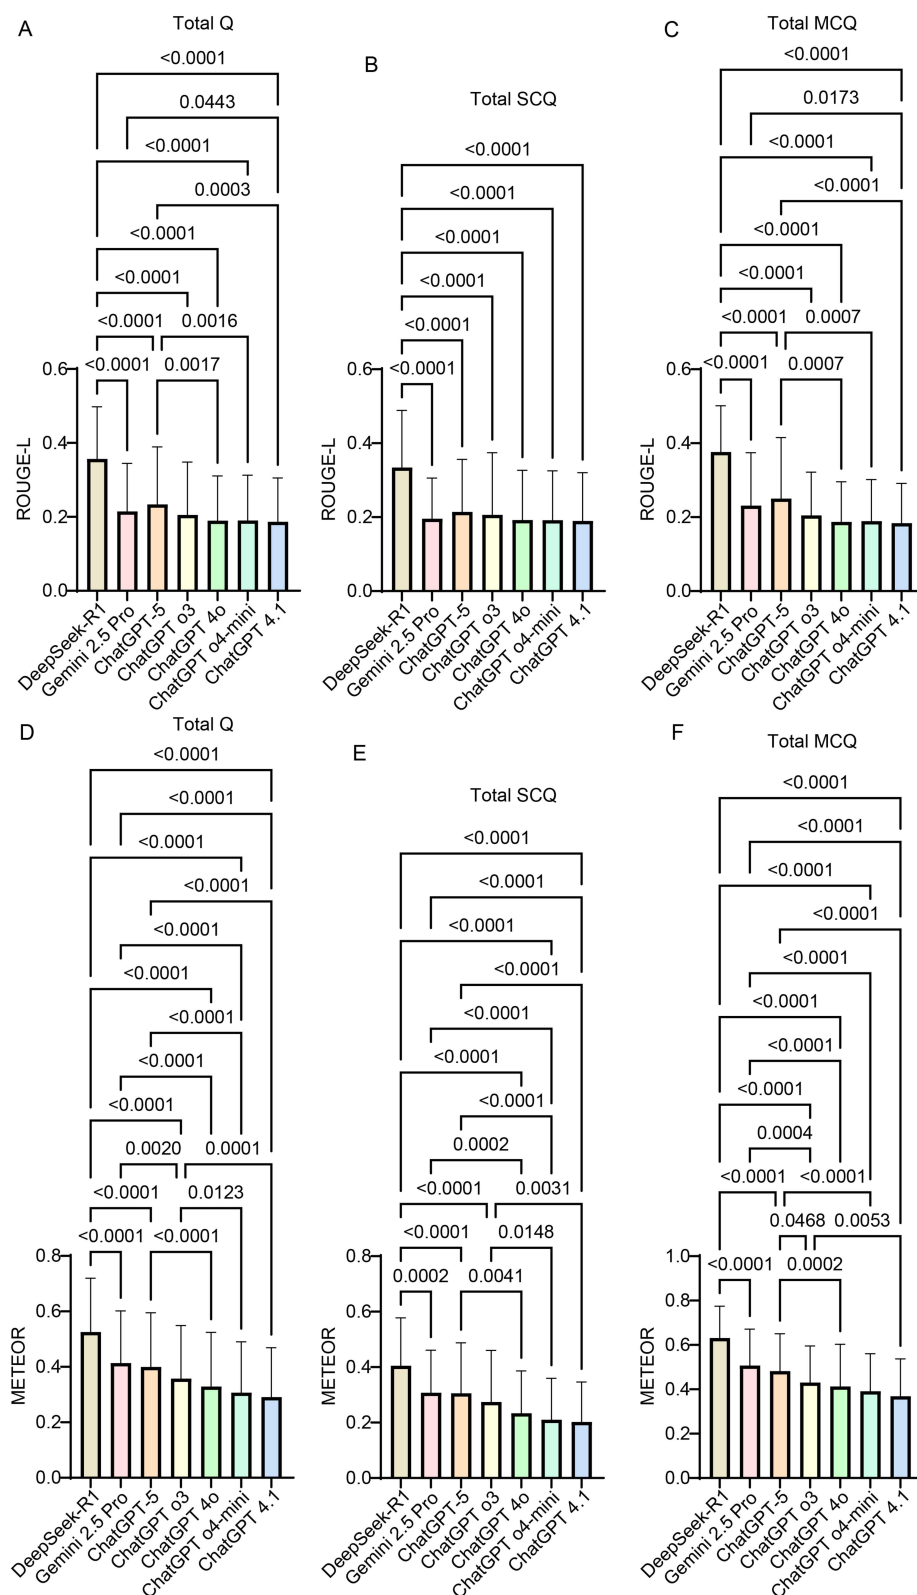 A
Total Q
<0.0001
0.0443
<0.0001
0.0003
<0.0001
<0.0001
<0.0001 0.0016
<0.0001 0.0017
0.6
0.4
0.2
0.0
ROUGE-L
DeepSeek-R1
Gemini 2.5 Pro
ChatGPT-5
ChatGPT o3
ChatGPT 4o
ChatGPT o4-mini
ChatGPT 4.1
B
Total SCQ
<0.0001
<0.0001
<0.0001
<0.0001
<0.0001
<0.0001
0.6
0.4
0.2
0.0
ROUGE-L
DeepSeek-R1
Gemini 2.5 Pro
ChatGPT-5
ChatGPT o3
ChatGPT 4o
ChatGPT o4-mini
ChatGPT 4.1
C
Total MCQ
<0.0001
0.0173
<0.0001
<0.0001
<0.0001
<0.0001
<0.0001 0.0007
<0.0001 0.0007
0.6
0.4
0.2
0.0
ROUGE-L
DeepSeek-R1
Gemini 2.5 Pro
ChatGPT-5
ChatGPT o3
ChatGPT 4o
ChatGPT o4-mini
ChatGPT 4.1
D
Total Q
<0.0001
<0.0001
<0.0001
<0.0001
<0.0001
<0.0001
<0.0001
<0.0001
<0.0001
0.0020 0.0001
<0.0001 0.0123
<0.0001 <0.0001
0.8
0.6
0.4
0.2
0.0
METEOR
DeepSeek-R1
Gemini 2.5 Pro
ChatGPT-5
ChatGPT o3
ChatGPT 4o
ChatGPT o4-mini
ChatGPT 4.1
E
Total SCQ
<0.0001
<0.0001
<0.0001
<0.0001
<0.0001
<0.0001
<0.0001
0.0002
<0.0001 0.0031
<0.0001 0.0148
0.0002 0.0041
0.8
0.6
0.4
0.2
0.0
METEOR
DeepSeek-R1
Gemini 2.5 Pro
ChatGPT-5
ChatGPT o3
ChatGPT 4o
ChatGPT o4-mini
ChatGPT 4.1
F
Total MCQ
<0.0001
<0.0001
<0.0001
<0.0001
<0.0001
<0.0001
<0.0001
<0.0001
0.0004
<0.0001 <0.0001
0.0468 0.0053
<0.0001 0.0002
1.0
0.8
0.6
0.4
0.2
0.0
METEOR
DeepSeek-R1
Gemini 2.5 Pro
ChatGPT-5
ChatGPT o3
ChatGPT 4o
ChatGPT o4-mini
ChatGPT 4.1